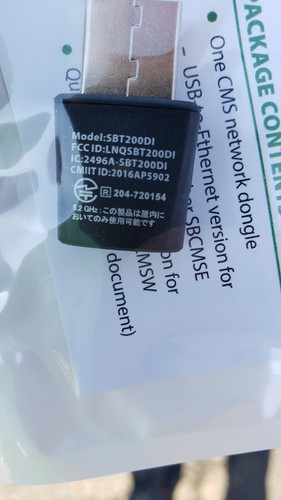 Model:SBT200DI
FCC ID:LNQSBT200DI
IC:2496A-SBT200DI
CMIIT ID:2016AP5902
R 204-720154
5.2 GHz : この製品は屋内に
おいてのみ使用可能です
PACKAGE CONTENTS
• One CMS network dongle
– USB-to-Ethernet version for
SBCMSE
on for
MSW
document)
Qu